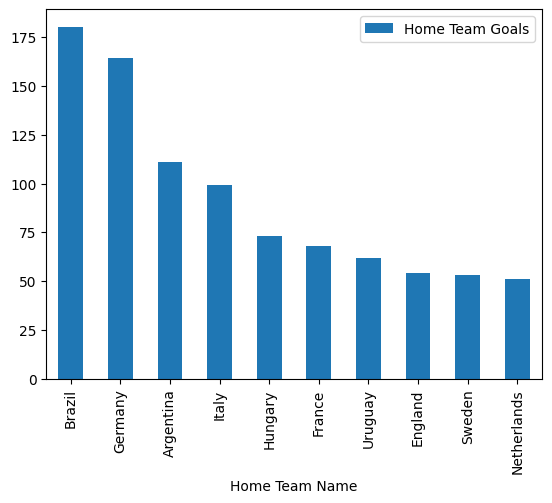 Home Team Goals
175
150
125
100
75
50
25
0
Brazil
Germany
Argentina
Italy
Hungary
France
Uruguay
England
Sweden
Netherlands
Home Team Name